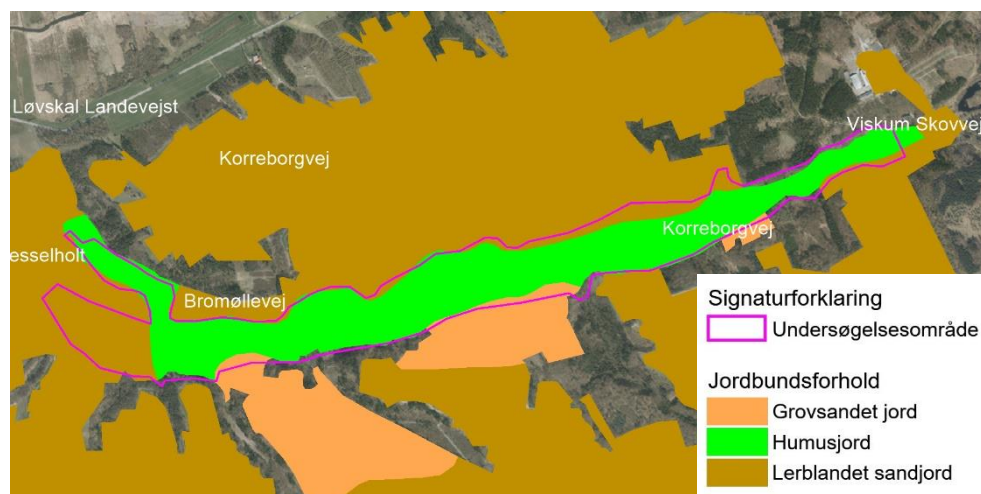 Løvskal Landevejst
Viskum Skovvej
Korreborgvej
Korreborgvej
esselholt
Bromøllevej
Signaturforklaring
Undersøgelsesområde
Jordbundsforhold
Grovsandet jord
Humusjord
Lerblandet sandjord